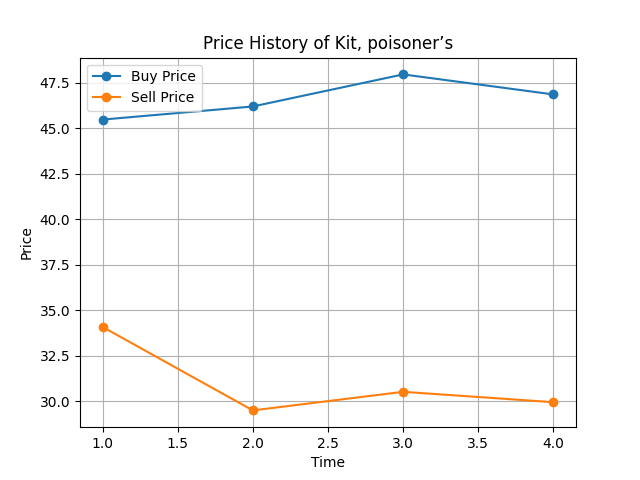 Price History of Kit, poisoner’s
Buy Price
Sell Price
47.5
45.0
42.5
40.0
37.5
35.0
32.5
30.0
Price
1.0 1.5 2.0 2.5 3.0 3.5 4.0
Time